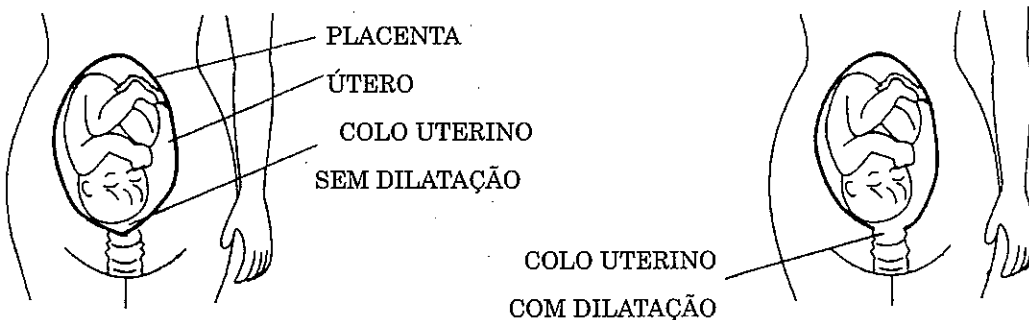 PLACENTA
ÚTERO
COLO UTERINO
SEM DILATAÇÃO
COLO UTERINO
COM DILATAÇÃO